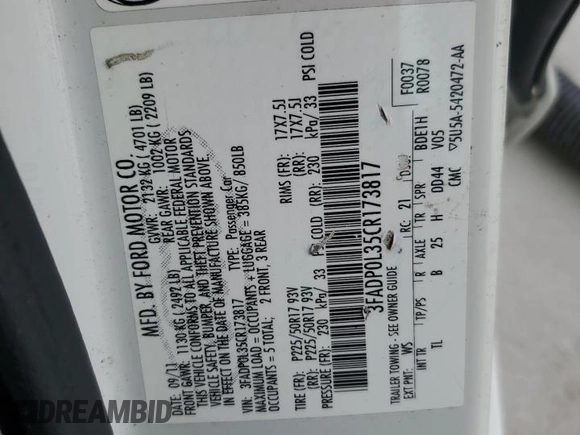 MFD. BY FORD MOTOR CO.
DATE: 09/11 GVWR: 2132 KG ( 4701 LB)
FRONT GAWR: 1130 KG ( 2492 LB) REAR GAWR: 1002 KG ( 2209 LB)
THIS VEHICLE CONFORMS TO ALL APPLICABLE FEDERAL MOTOR
VEHICLE SAFETY, BUMPER, AND THEFT PREVENTION STANDARDS
IN EFFECT ON THE DATE OF MANUFACTURE SHOWN ABOVE.
VIN: 3FADP0L35CR173817 TYPE: Passenger Car
MAXIMUM LOAD = OCCUPANTS + LUGGAGE = 385KG/ 850LB
OCCUPANTS = 5 TOTAL: 2 FRONT, 3 REAR
TIRE (FR): P225/50R17 93V RIMS (FR): 17X7.5J
TIRE (RR): P225/50R17 93V (RR): 17X7.5J
PRESSURE (FR): 230 kPa/ 33 PSI COLD (RR): 230 kPa/ 33 PSI COLD
3FADP0L35CR173817
F0037
R0078
TRAILER TOWING - SEE OWNER GUIDE
EXT PNT: WS RC: 21
INT TR TP/PS R AXLE TR SPR BDE1H
TL B 25 H DD44 V05
CMC 5U5A-5420472-AA
DREAMBID